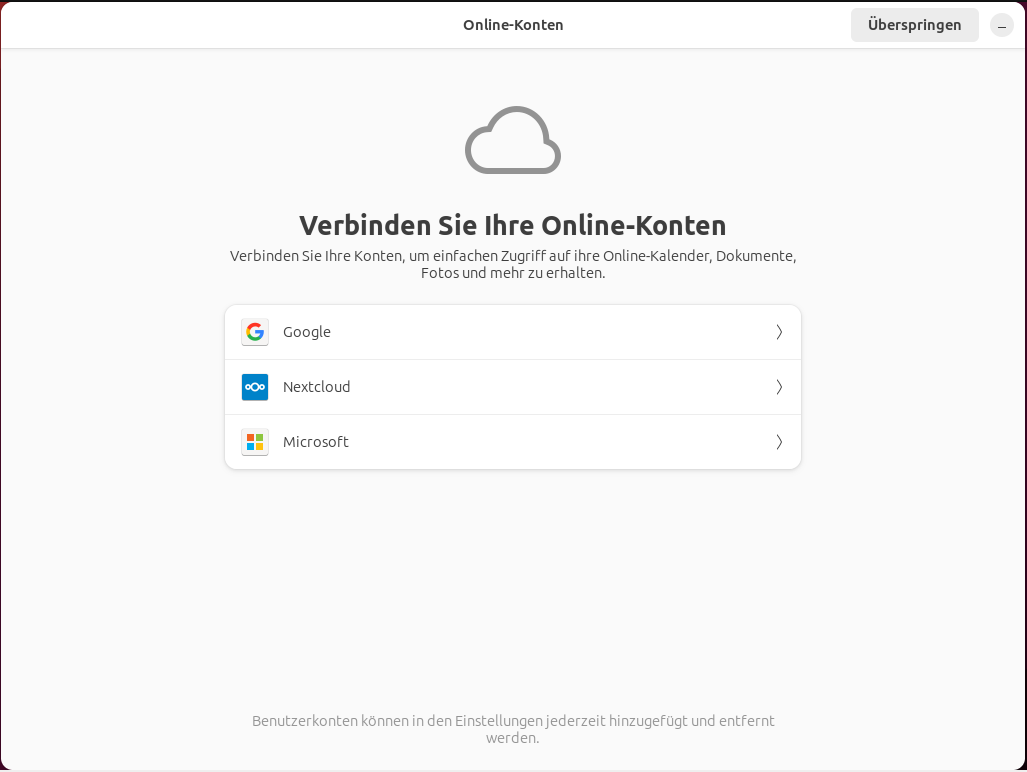 Online-Konten
Überspringen
Verbinden Sie Ihre Online-Konten
Verbinden Sie Ihre Konten, um einfachen Zugriff auf ihre Online-Kalender, Dokumente,
Fotos und mehr zu erhalten.
Google
Nextcloud
Microsoft
Benutzerkonten können in den Einstellungen jederzeit hinzugefügt und entfernt
werden.